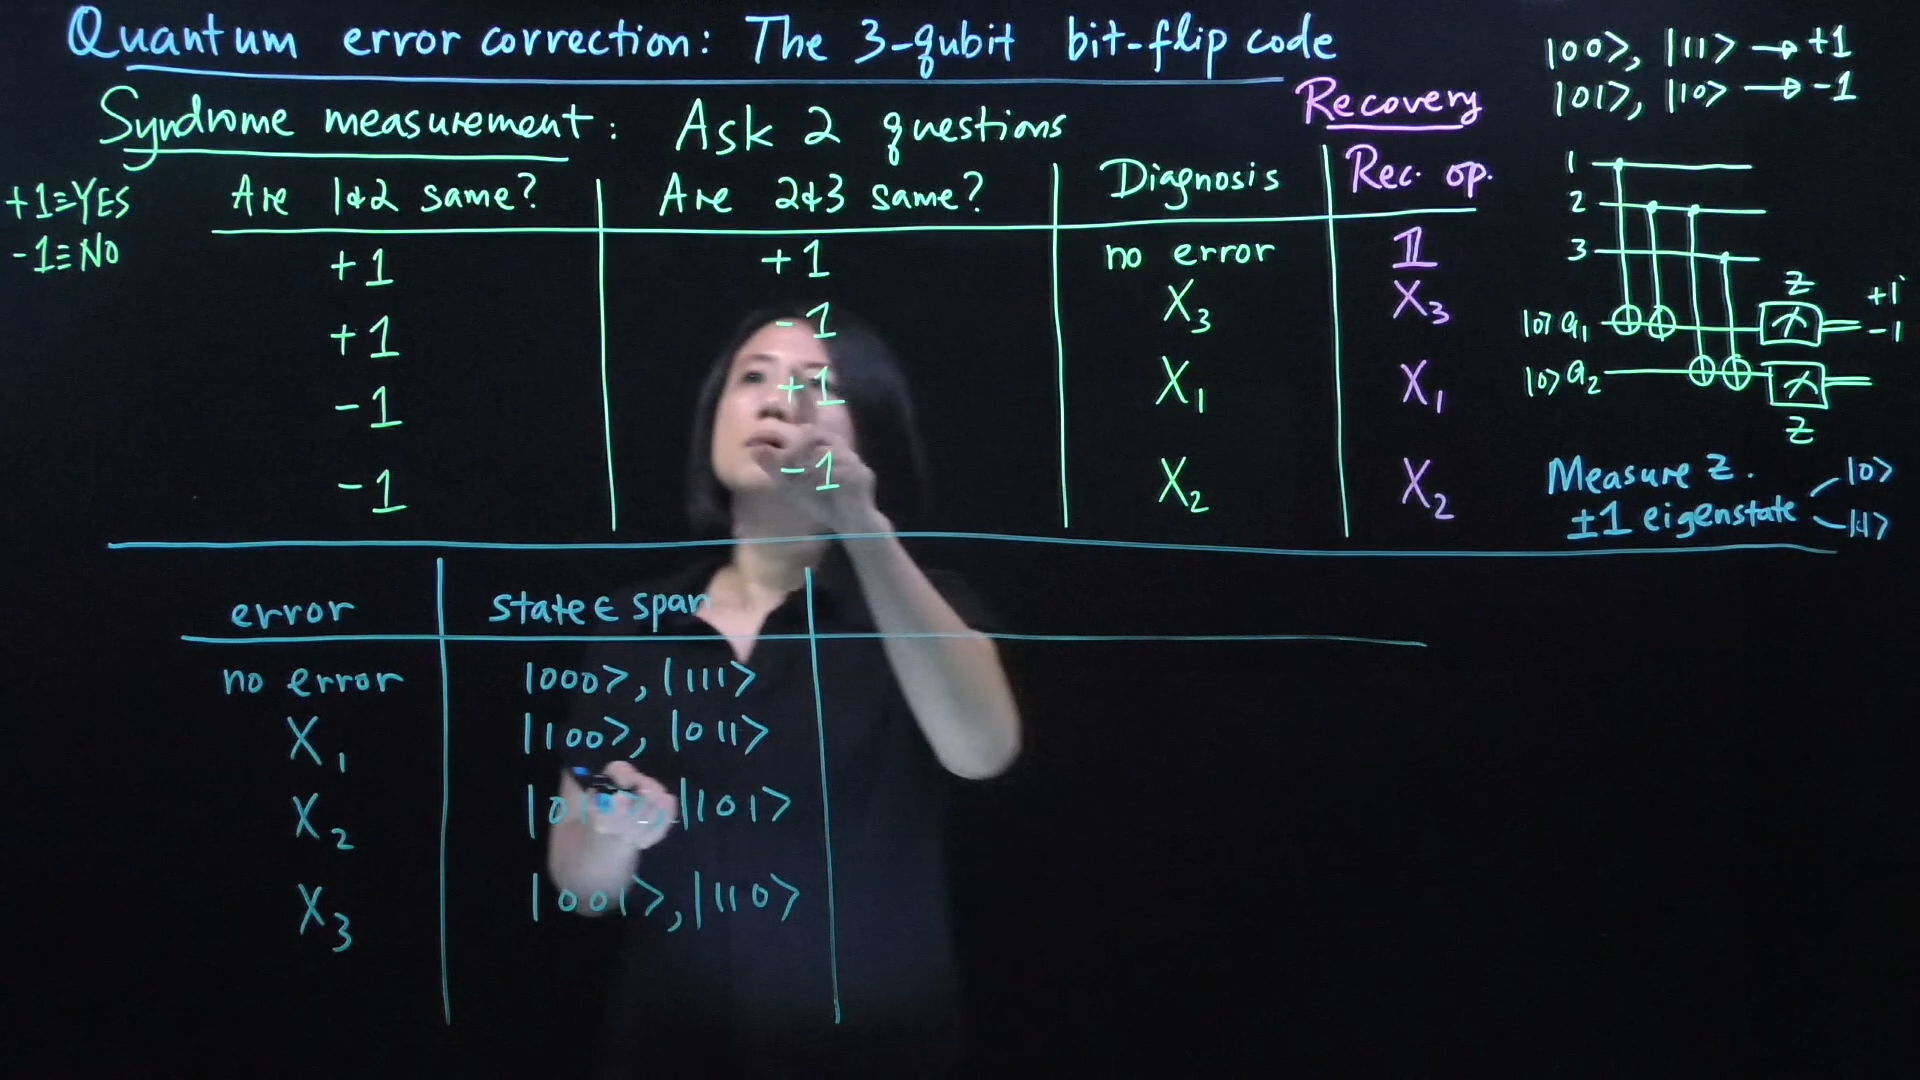 Quantum error correction: The 3-qubit bit-flip code
|00>, |11> → +1
|01>, |10> → -1
Syndrome measurement: Ask 2 questions
Recovery
+1≡YES
-1≡NO
Are 1&2 same? Are 2&3 same? Diagnosis Rec. op.
+1 +1 no error 𝟙
+1 -1 X₃ X₃
-1 +1 X₁ X₁
-1 -1 X₂ X₂
1
2
3
|0> a₁ Z +1
-1
|0> a₂
Z
Measure Z. |0>
±1 eigenstate |1>
error state ∈ span
no error |000>, |111>
X₁ |100>, |011>
X₂ |010>, |101>
X₃ |001>, |110>